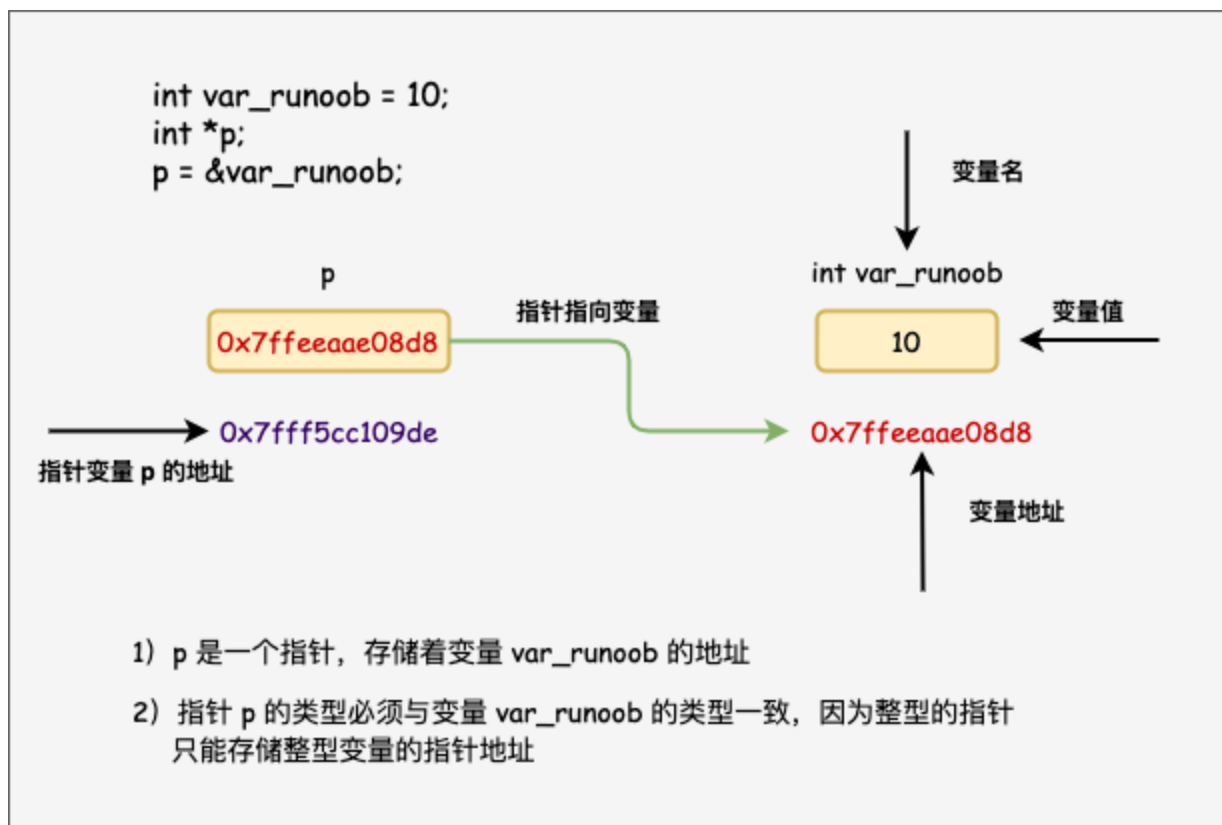 int var_runoob = 10;
int *p;
p = &var_runoob;
变量名
p
int var_runoob
指针指向变量
变量值
0x7ffeeaae08d8
10
0x7fff5cc109de
0x7ffeeaae08d8
指针变量 p 的地址
变量地址
1）p 是一个指针，存储着变量 var_runoob 的地址
2）指针 p 的类型必须与变量 var_runoob 的类型一致，因为整型的指针
只能存储整型变量的指针地址